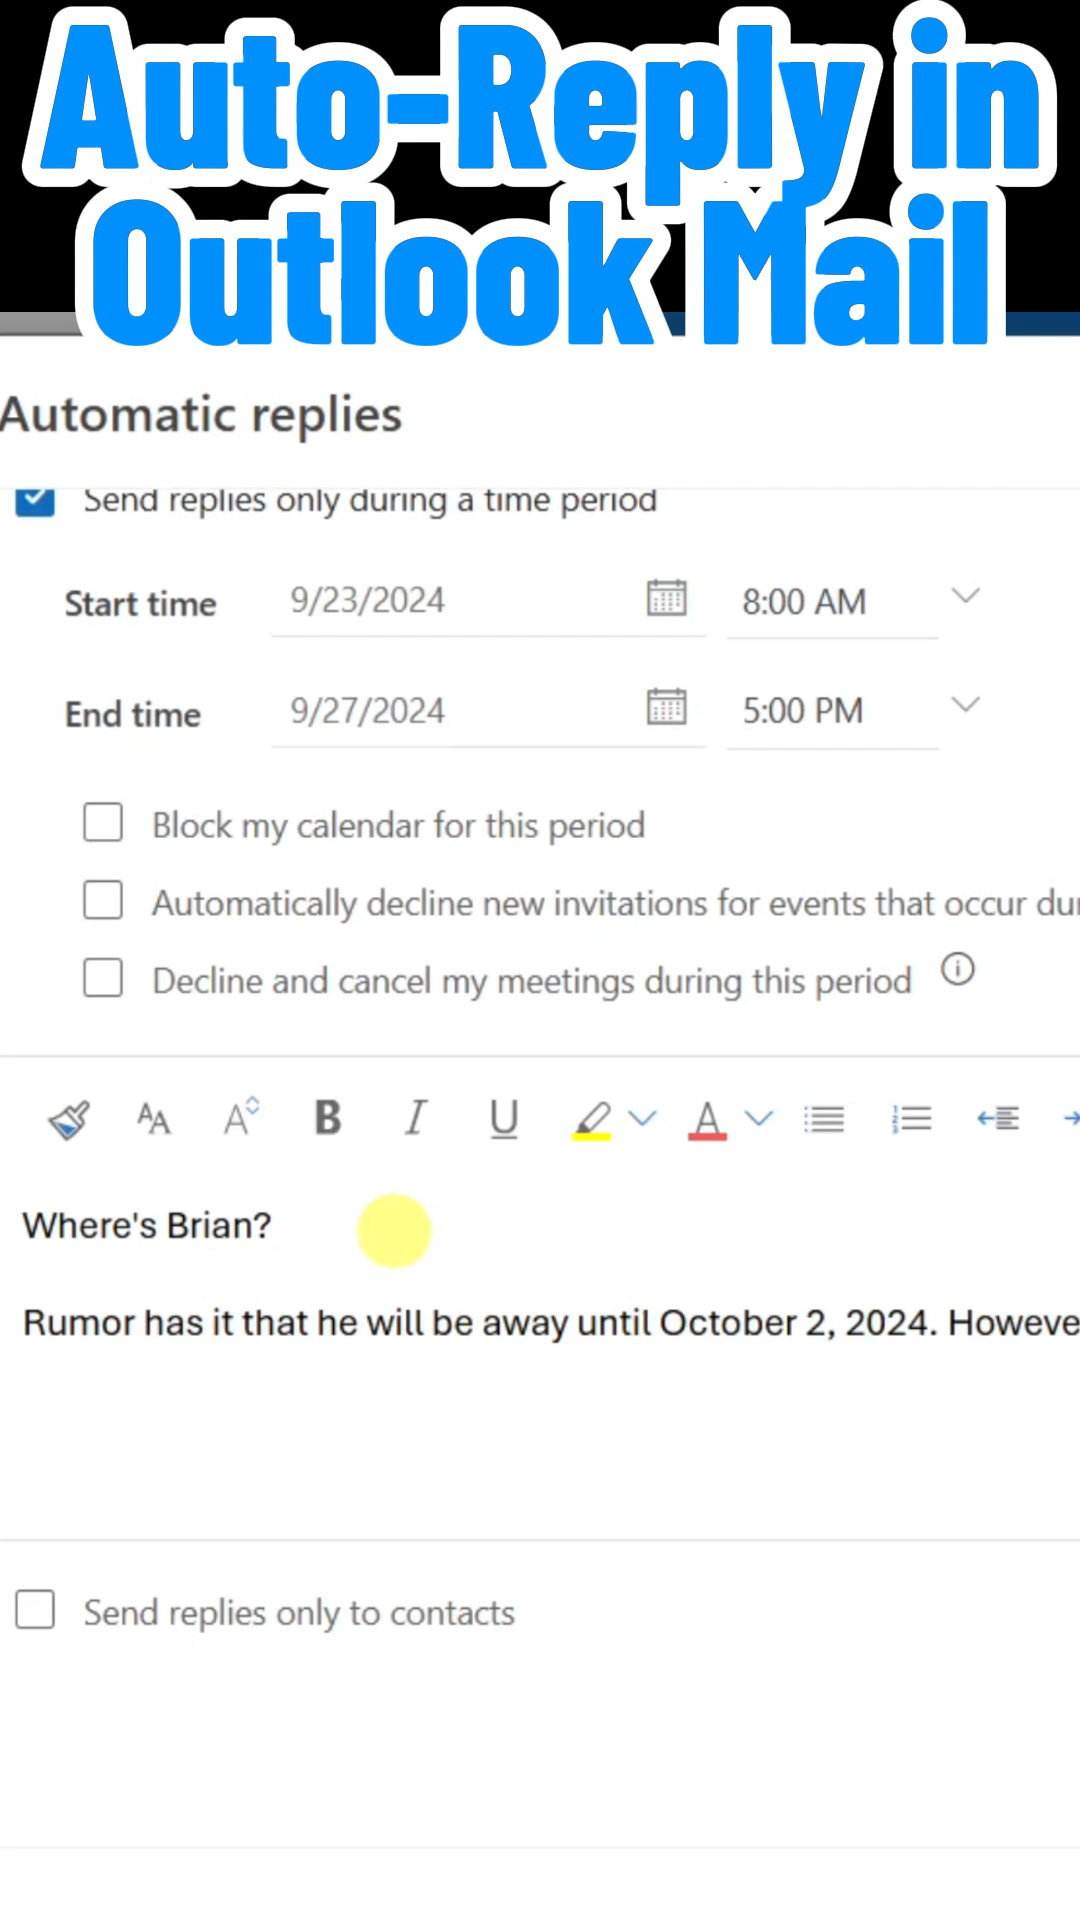 Auto-Reply in
Outlook Mail
Automatic replies
Send replies only during a time period
Start time 9/23/2024 8:00 AM
End time 9/27/2024 5:00 PM
Block my calendar for this period
Automatically decline new invitations for events that occur
Decline and cancel my meetings during this period
B I U A
Where's Brian?
Rumor has it that he will be away until October 2, 2024. Howeve
Send replies only to contacts